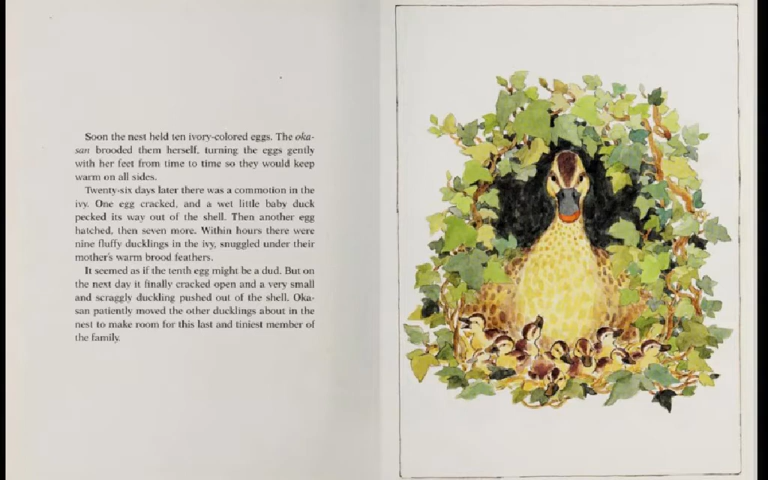 Soon the nest held ten ivory-colored eggs. The oka-
san brooded them herself, turning the eggs gently
with her feet from time to time so they would keep
warm on all sides.
Twenty-six days later there was a commotion in the
ivy. One egg cracked, and a wet little baby duck
pecked its way out of the shell. Then another egg
hatched, then seven more. Within hours there were
nine fluffy ducklings in the ivy, snuggled under their
mother's warm brood feathers.
It seemed as if the tenth egg might be a dud. But on
the next day it finally cracked open and a very small
and scraggly duckling pushed out of the shell. Oka-
san patiently moved the other ducklings about in the
nest to make room for this last and tiniest member of
the family.